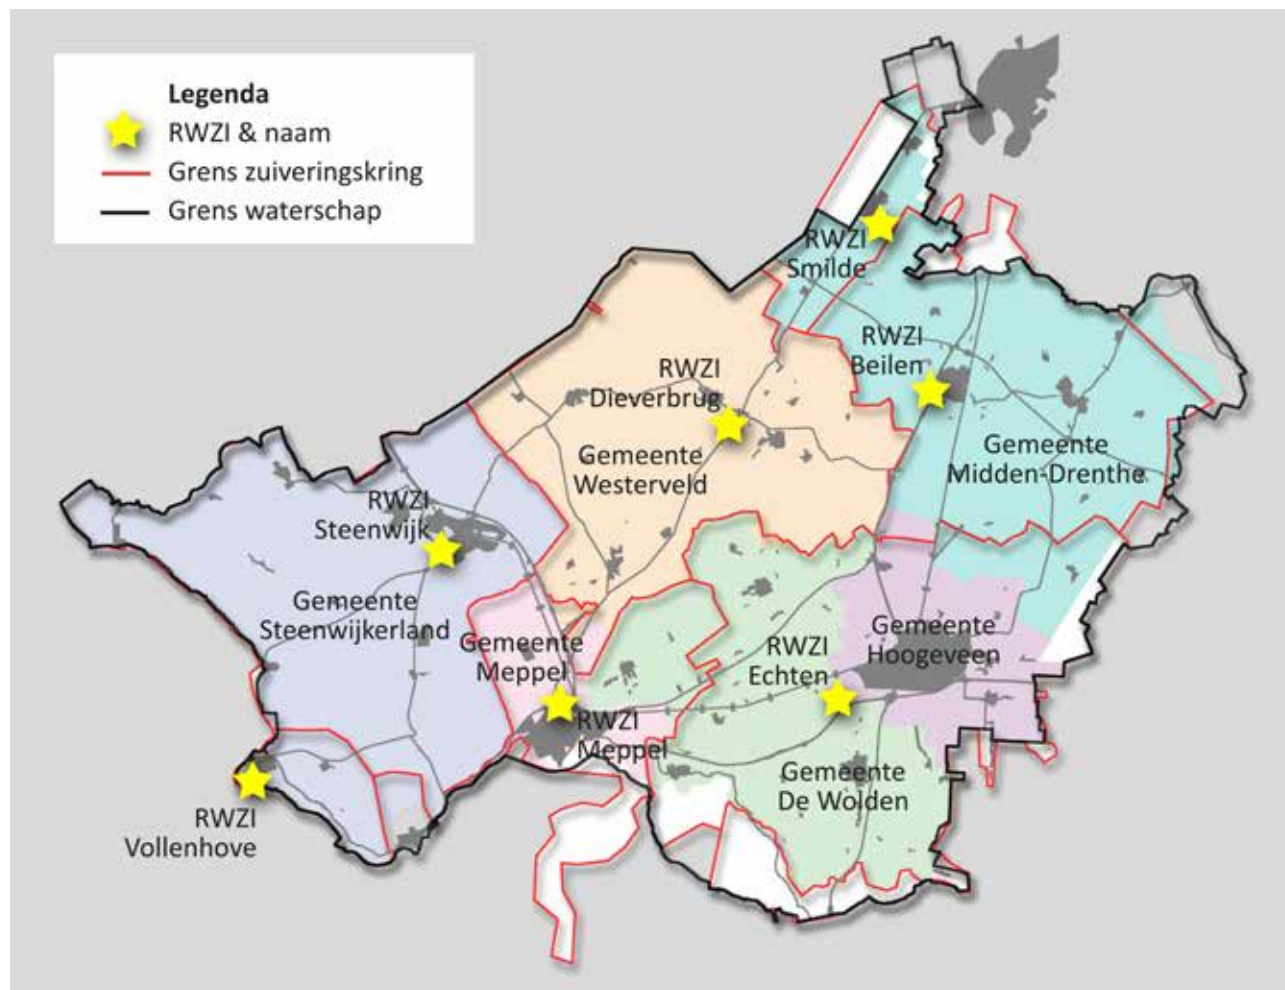 Legenda
RWZI & naam
Grens zuiveringskring
Grens waterschap
RWZI
Smilde
RWZI
Beilen
RWZI
Dieverbrug
Gemeente
Westerveld
Gemeente
Midden-Drenthe
RWZI
Steenwijk
Gemeente
Steenwijkerland
Gemeente
Meppel
RWZI
Meppel
RWZI
Echten
Gemeente
Hoogeveen
Gemeente
De Wolden
RWZI
Vollenhove